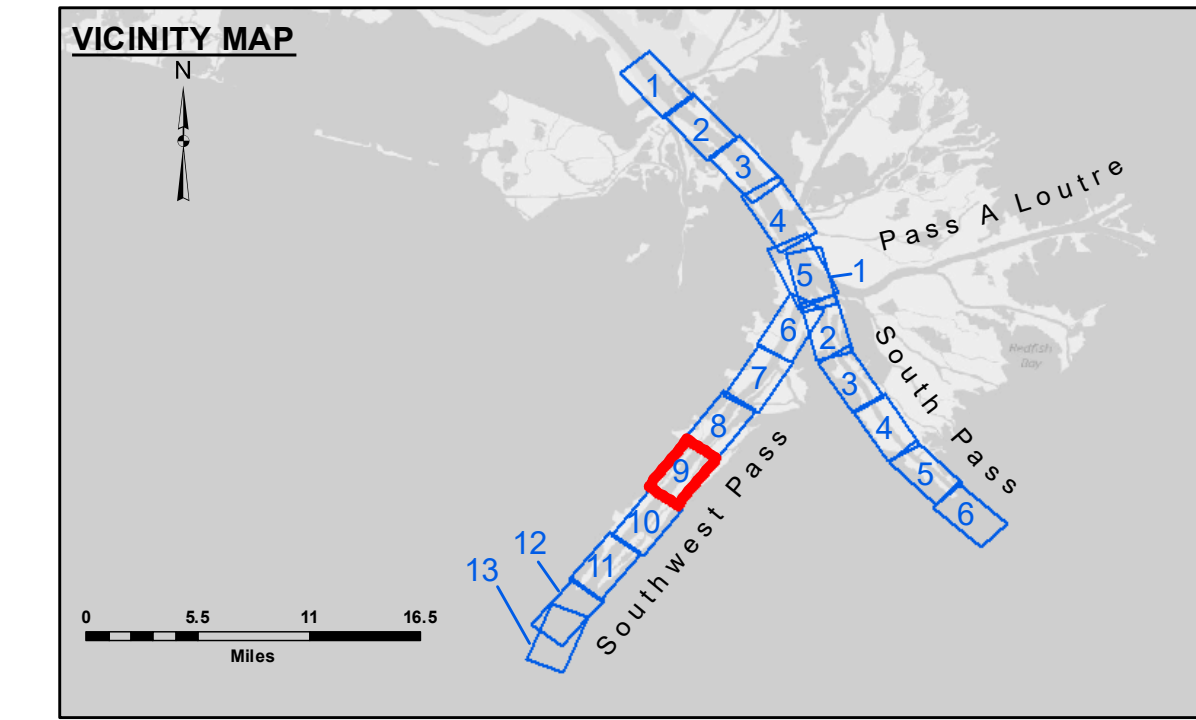 VICINITY MAP
N
1
2
3
4
5
1
Pass A Loutre
6
2
South Pass
Redfish
Bay
7
3
8
4
9
5
10
6
Southwest Pass
11
12
13
0 5.5 11 16.5
Miles